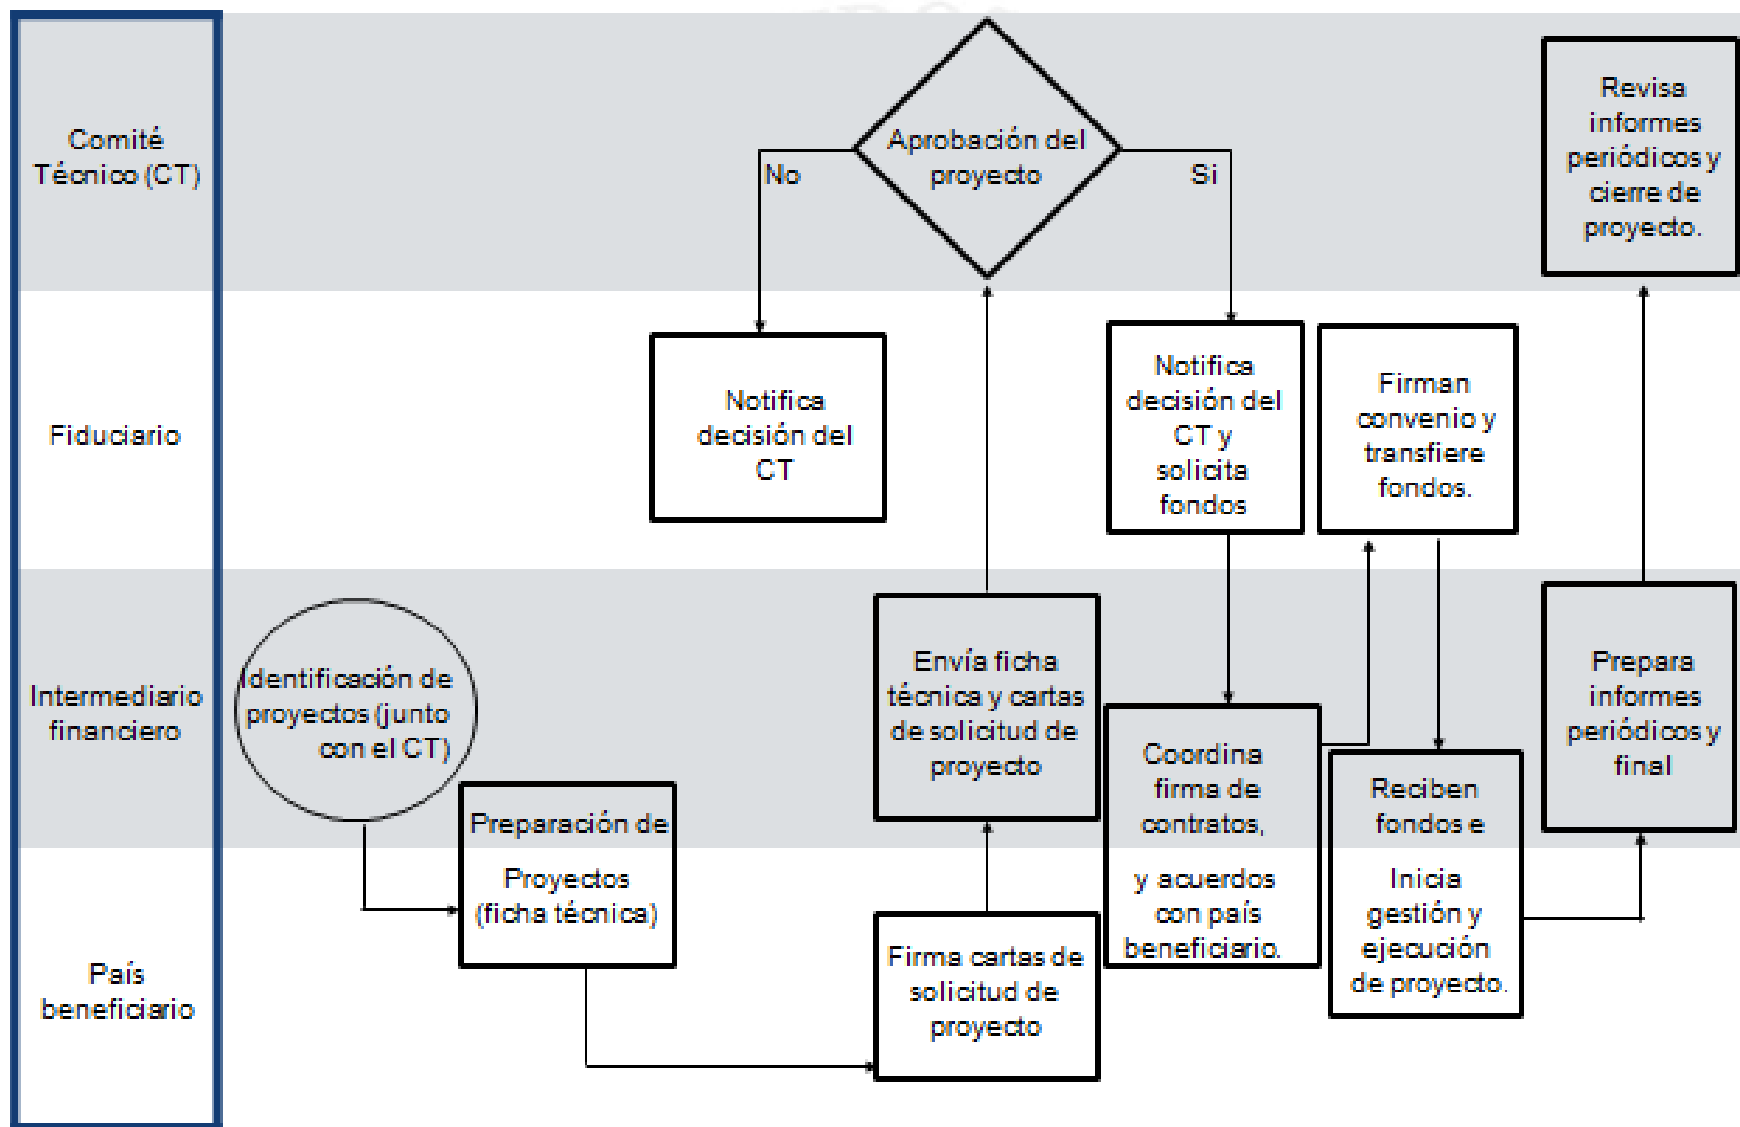 Comité
Técnico (CT)
Aprobación del
proyecto
No
Si
Revisa
informes
periódicos y
cierre de
proyecto.
Fiduciario
Notifica
decisión del
CT
Notifica
decisión del
CT y
solicita
fondos
Firman
convenio y
transfiere
fondos.
Intermediario
financiero
Identificación de
proyectos (junto
con el CT)
Preparación de
Proyectos
(ficha técnica)
Envía ficha
técnica y cartas
de solicitud de
proyecto
Coordina
firma de
contratos,
y acuerdos
con país
beneficiario.
Reciben
fondos e
Inicia
gestión y
ejecución
de proyecto.
Prepara
informes
periódicos y
final
País
beneficiario
Firma cartas de
solicitud de
proyecto